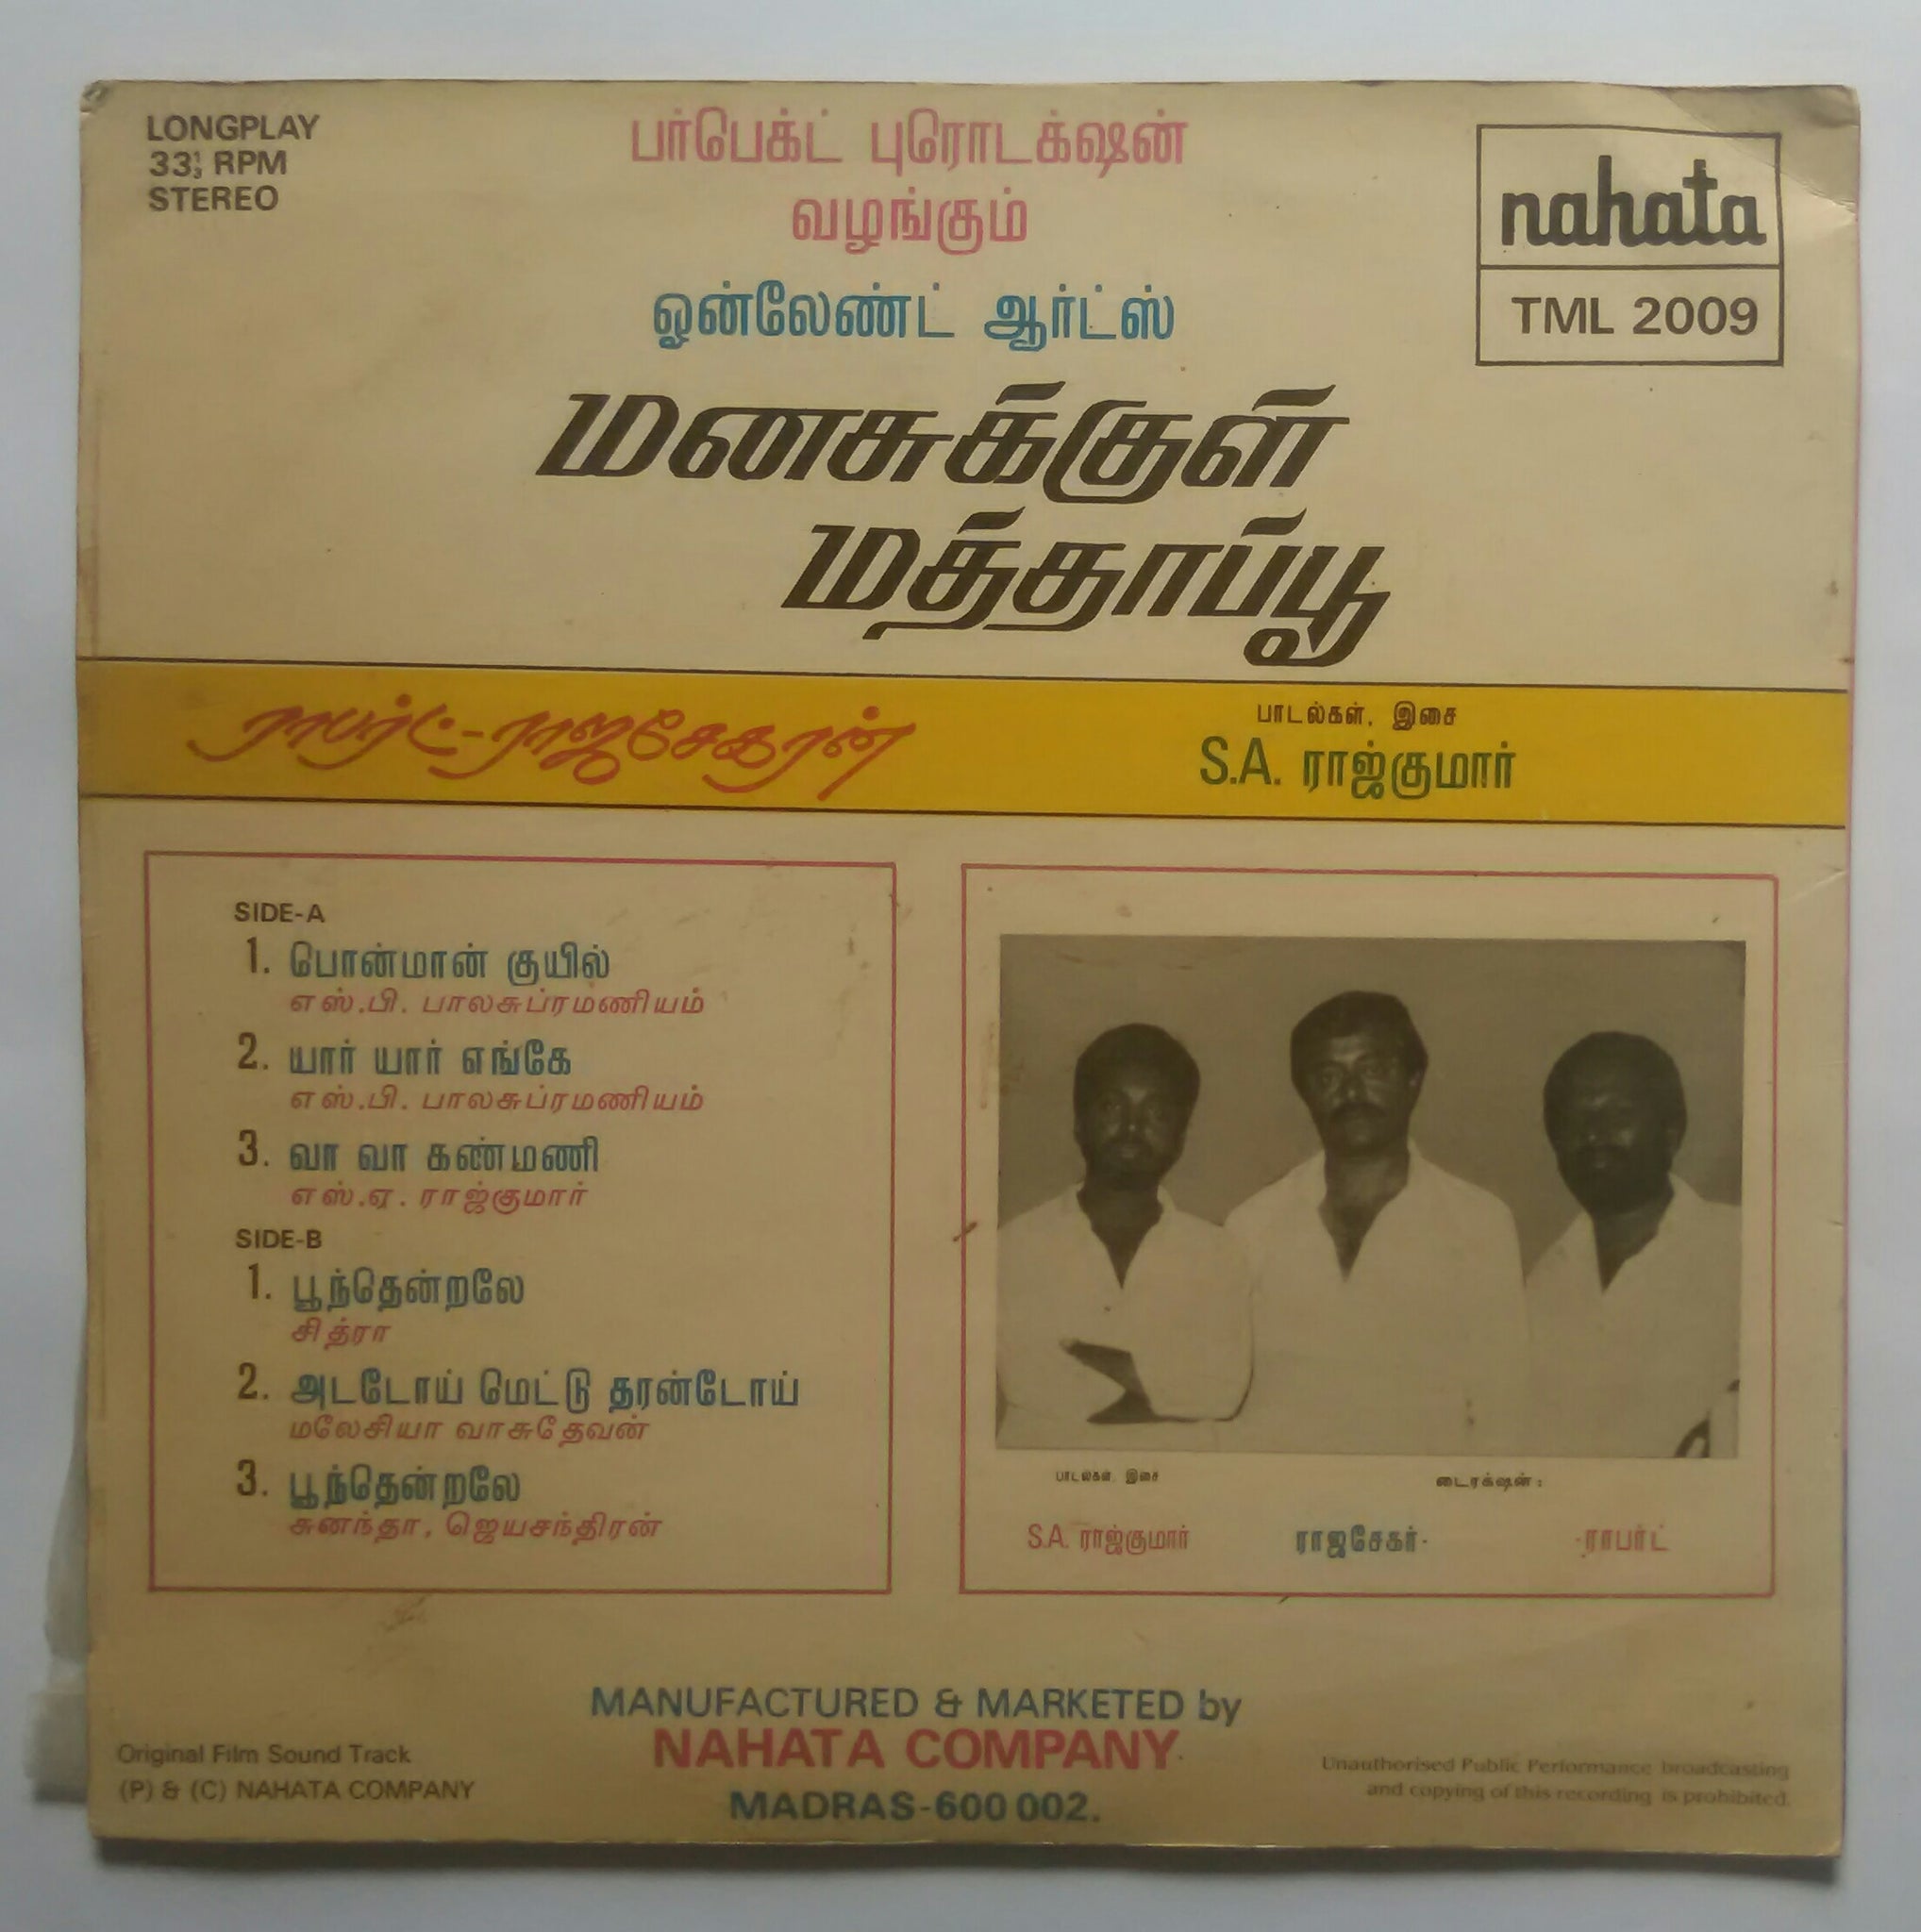 LONGPLAY
33⅓ RPM
STEREO
பர்பெக்ட் புரோடக்ஷன்
வழங்கும்
ஓன்லேண்ட் ஆர்ட்ஸ்
nahata
TML 2009
மனசுக்குள்
மத்தாப்பூ
ராபர்ட்-ராஜசேகரன்
பாடல்கள், இசை
S.A. ராஜ்குமார்
SIDE-A
1. பொன்மான் குயில்
எஸ்.பி. பாலசுப்ரமணியம்
2. யார் யார் எங்கே
எஸ்.பி. பாலசுப்ரமணியம்
3. வா வா கண்மணி
எஸ்.ஏ. ராஜ்குமார்
SIDE-B
1. பூந்தென்றலே
சித்ரா
2. அடடோய் மெட்டு தரன்டோய்
மலேசியா வாசுதேவன்
3. பூந்தென்றலே
சுனந்தா, ஜெயசந்திரன்
பாடல்கள், இசை
டைரக்ஷன் :
S.A. ராஜ்குமார்
ராஜசேகர்-
-ராபர்ட்
MANUFACTURED & MARKETED by
NAHATA COMPANY
MADRAS-600 002.
Original Film Sound Track
(P) & (C) NAHATA COMPANY
Unauthorised Public Performance broadcasting
and copying of this recording is prohibited.